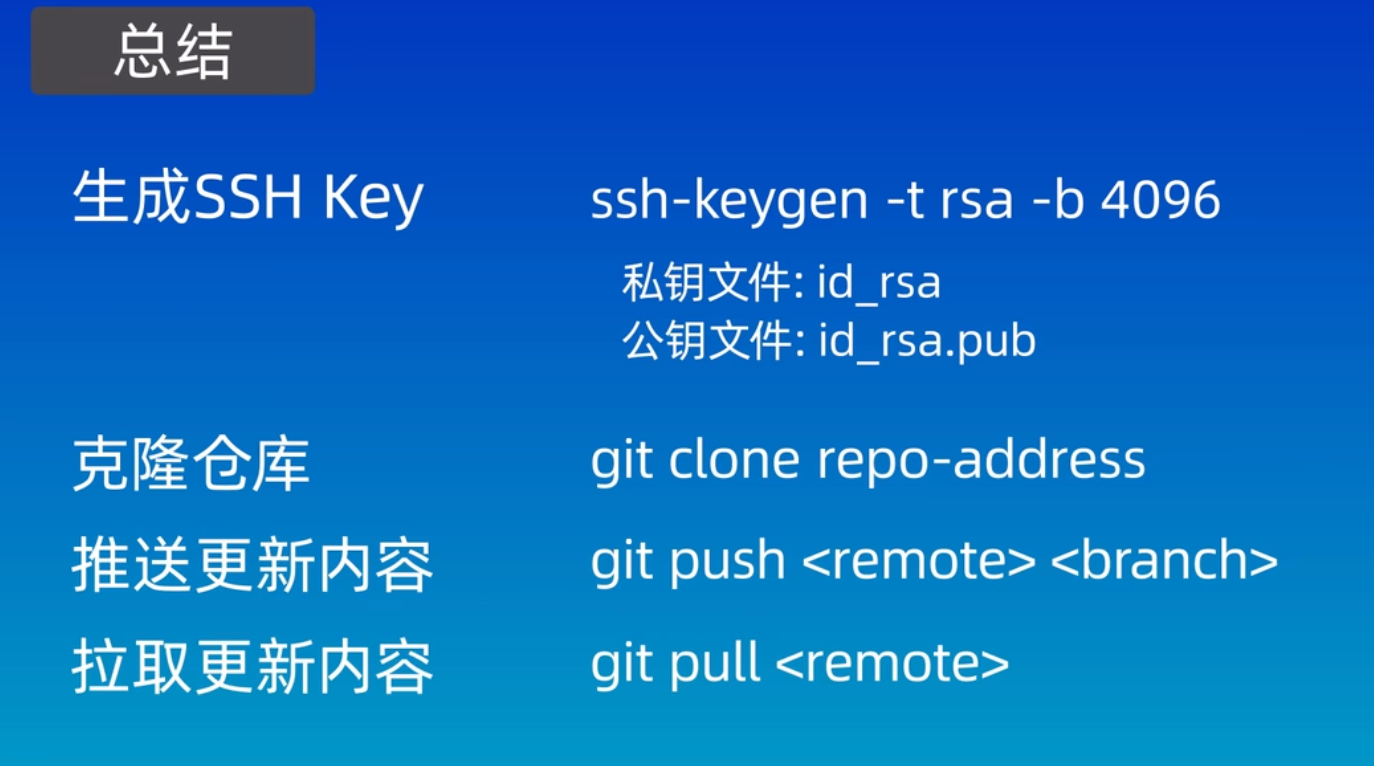 总结
生成SSH Key
ssh-keygen -t rsa -b 4096
私钥文件: id_rsa
公钥文件: id_rsa.pub
克隆仓库
git clone repo-address
推送更新内容
git push <remote> <branch>
拉取更新内容
git pull <remote>